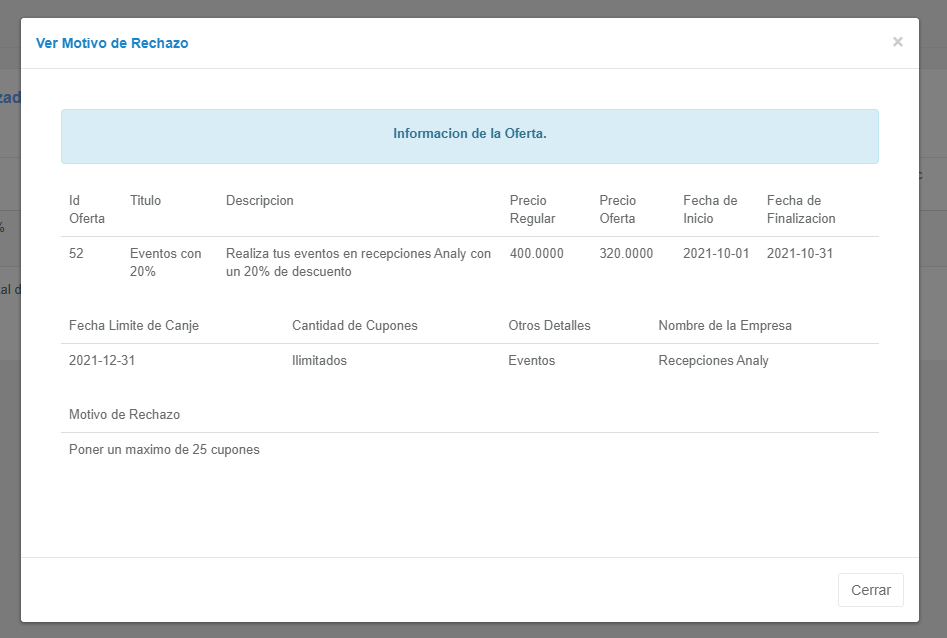 Ver Motivo de Rechazo
×
zad
Informacion de la Oferta.
Id Oferta Titulo Descripcion Precio Regular Precio Oferta Fecha de Inicio Fecha de Finalizacion
52 Eventos con 20% Realiza tus eventos en recepciones Analy con un 20% de descuento 400.0000 320.0000 2021-10-01 2021-10-31
%
tal d
Fecha Limite de Canje Cantidad de Cupones Otros Detalles Nombre de la Empresa
2021-12-31 Ilimitados Eventos Recepciones Analy
Motivo de Rechazo
Poner un maximo de 25 cupones
Cerrar